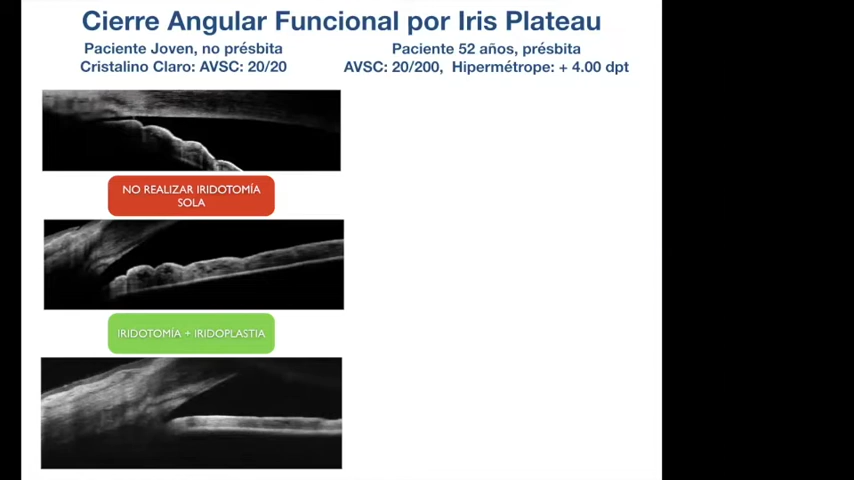 Cierre Angular Funcional por Iris Plateau
Paciente Joven, no présbita
Cristalino Claro: AVSC: 20/20
Paciente 52 años, présbita
AVSC: 20/200, Hipermétrope: + 4.00 dpt
NO REALIZAR IRIDOTOMÍA
SOLA
IRIDOTOMÍA + IRIDOPLASTIA